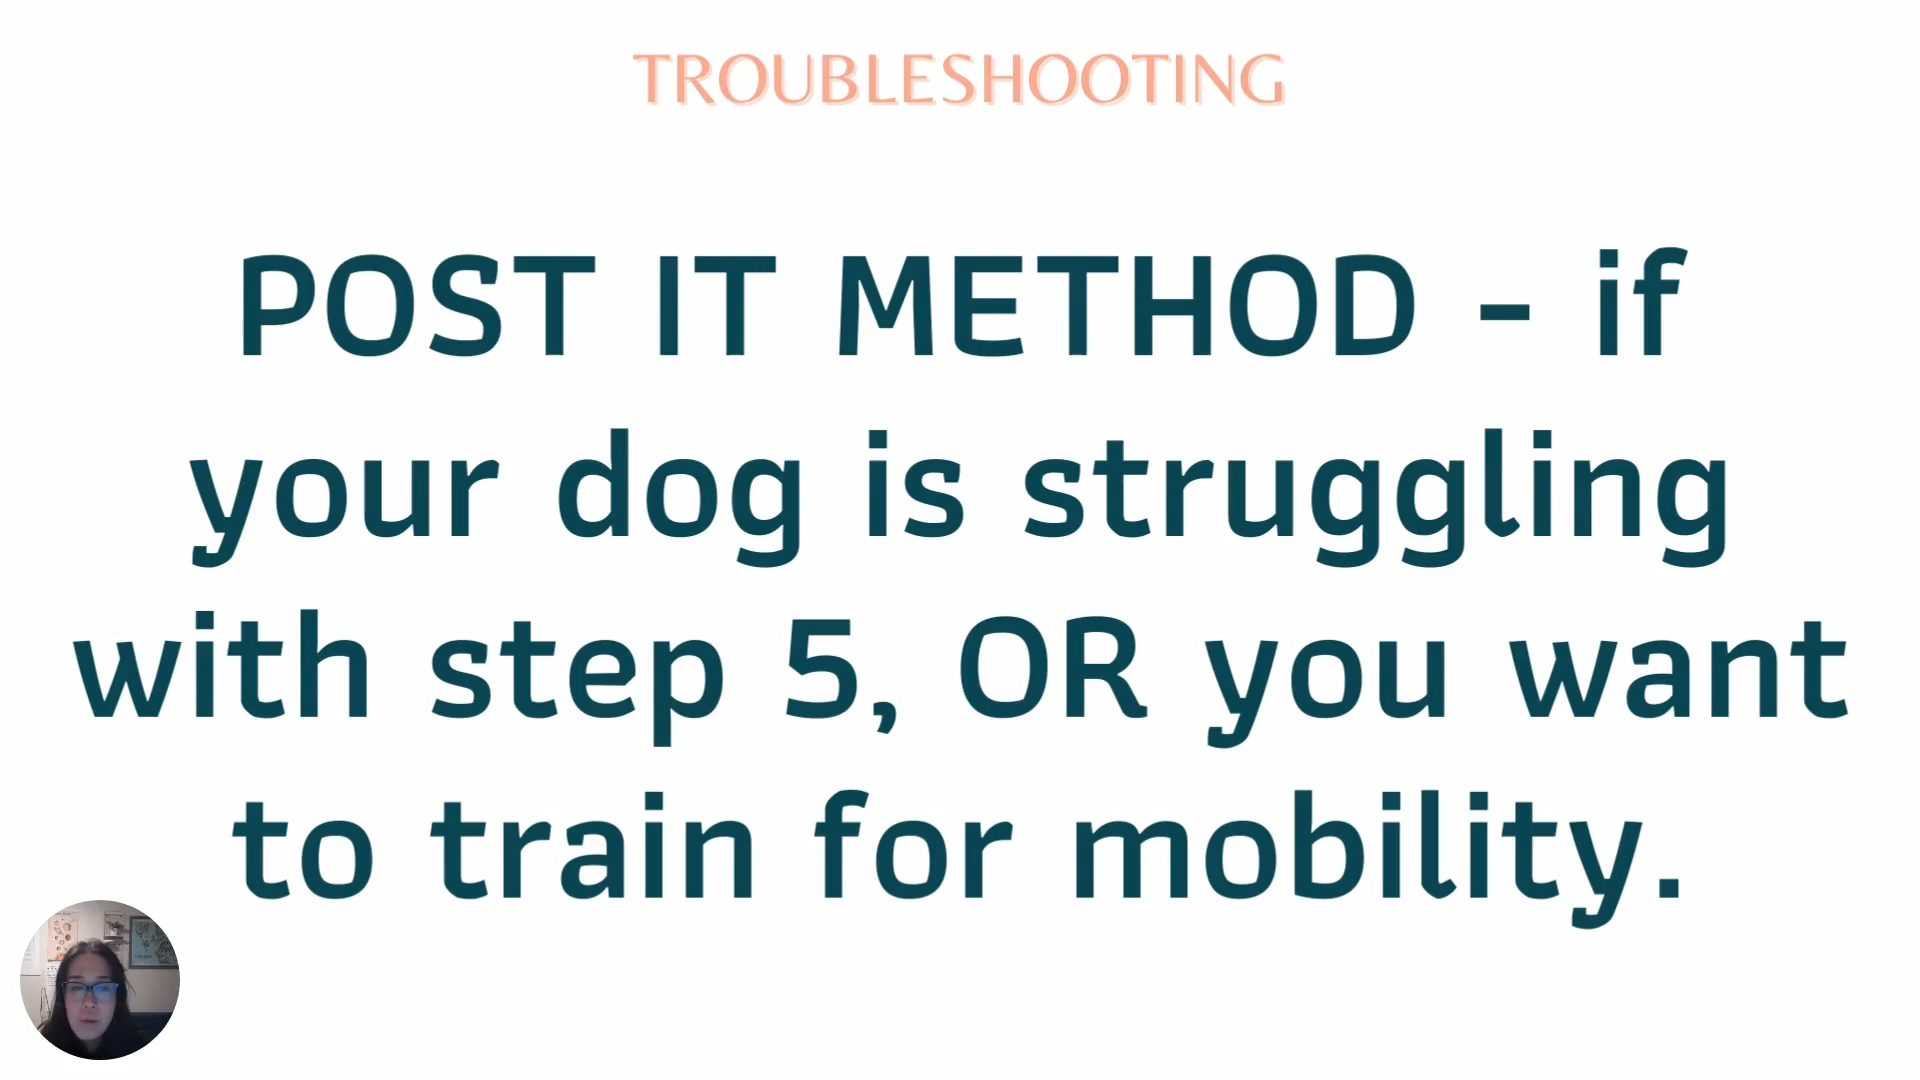 TROUBLESHOOTING
POST IT METHOD - if
your dog is struggling
with step 5, OR you want
to train for mobility.